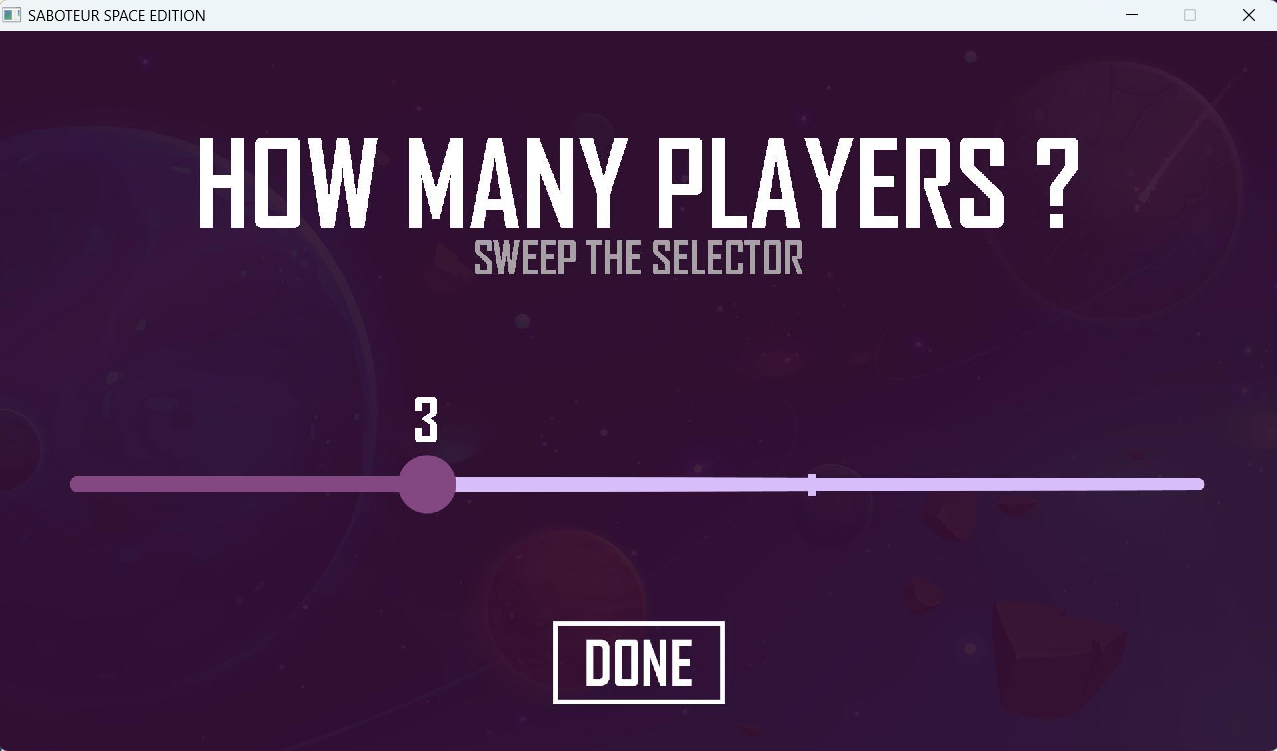 SABOTEUR SPACE EDITION
HOW MANY PLAYERS ?
SWEEP THE SELECTOR
3
DONE